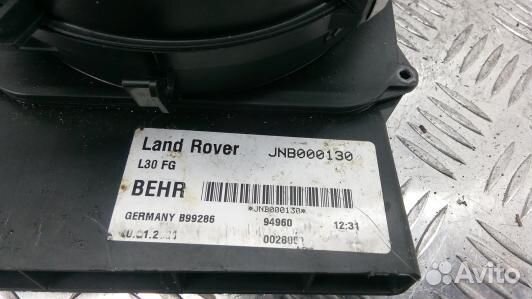 Land Rover JNB000130
L30 FG
BEHR
*JNB000130*
GERMANY B99286 94960 12:31
Avito